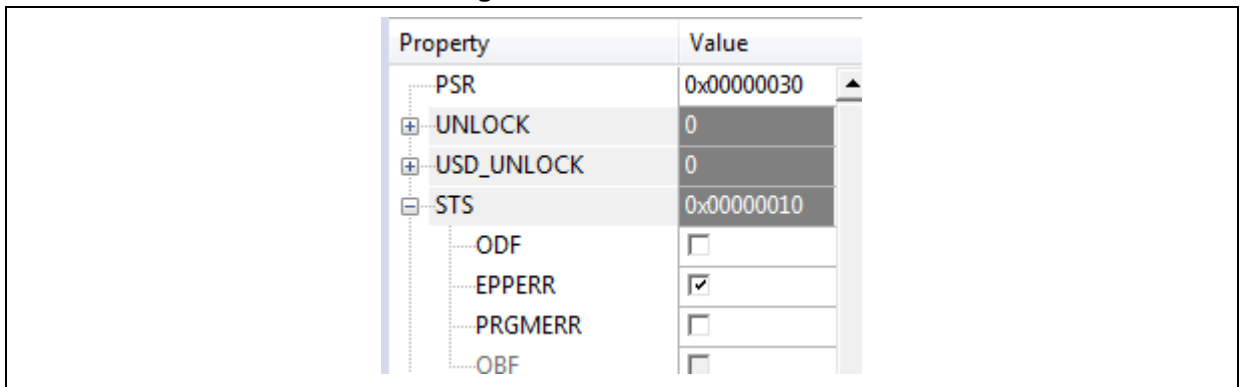 Property Value
PSR 0x00000030
UNLOCK 0
USD_UNLOCK 0
STS 0x00000010
ODF
EPPERR
PRGMERR
OBF